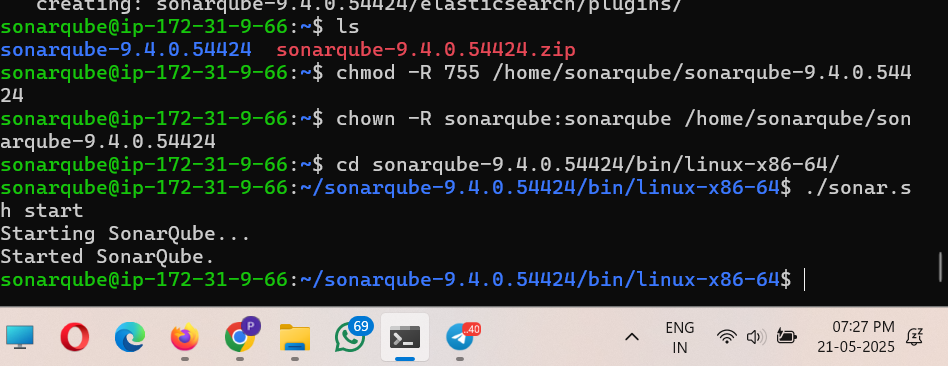 creating: sonarqube-9.4.0.54424/elasticsearch/plugins/
sonarqube@ip-172-31-9-66:~$ ls
sonarqube-9.4.0.54424  sonarqube-9.4.0.54424.zip
sonarqube@ip-172-31-9-66:~$ chmod -R 755 /home/sonarqube/sonarqube-9.4.0.544
24
sonarqube@ip-172-31-9-66:~$ chown -R sonarqube:sonarqube /home/sonarqube/son
arqube-9.4.0.54424
sonarqube@ip-172-31-9-66:~$ cd sonarqube-9.4.0.54424/bin/linux-x86-64/
sonarqube@ip-172-31-9-66:~/sonarqube-9.4.0.54424/bin/linux-x86-64$ ./sonar.s
h start
Starting SonarQube...
Started SonarQube.
sonarqube@ip-172-31-9-66:~/sonarqube-9.4.0.54424/bin/linux-x86-64$
P
69
..40
ENG
IN
07:27 PM
21-05-2025